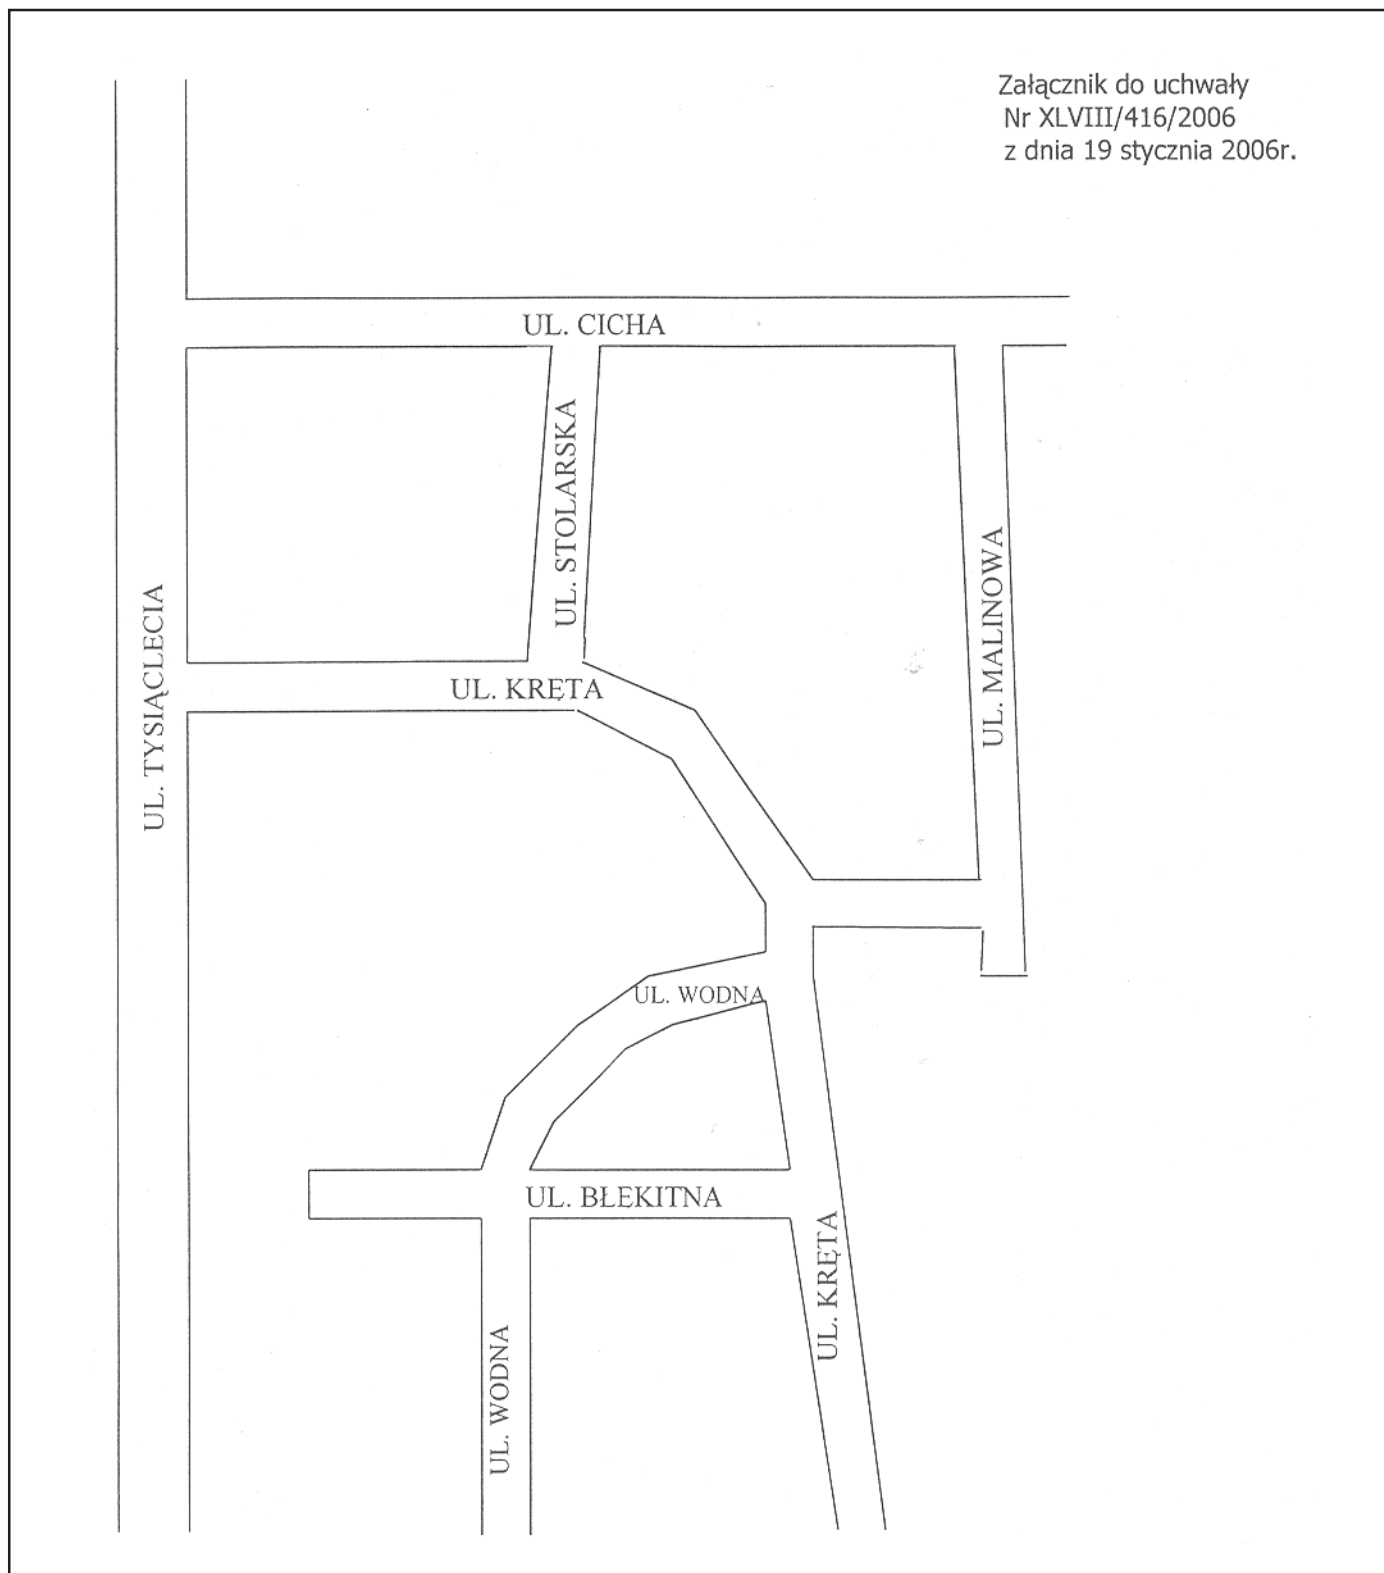 Załącznik do uchwały
Nr XLVIII/416/2006
z dnia 19 stycznia 2006r.
UL. CICHA
UL. STOLARSKA
UL. MALINOWA
UL. TYSIĄCLECIA
UL. KRĘTA
UL. WODNA
UL. BŁEKITNA
UL. KRĘTA
UL. WODNA